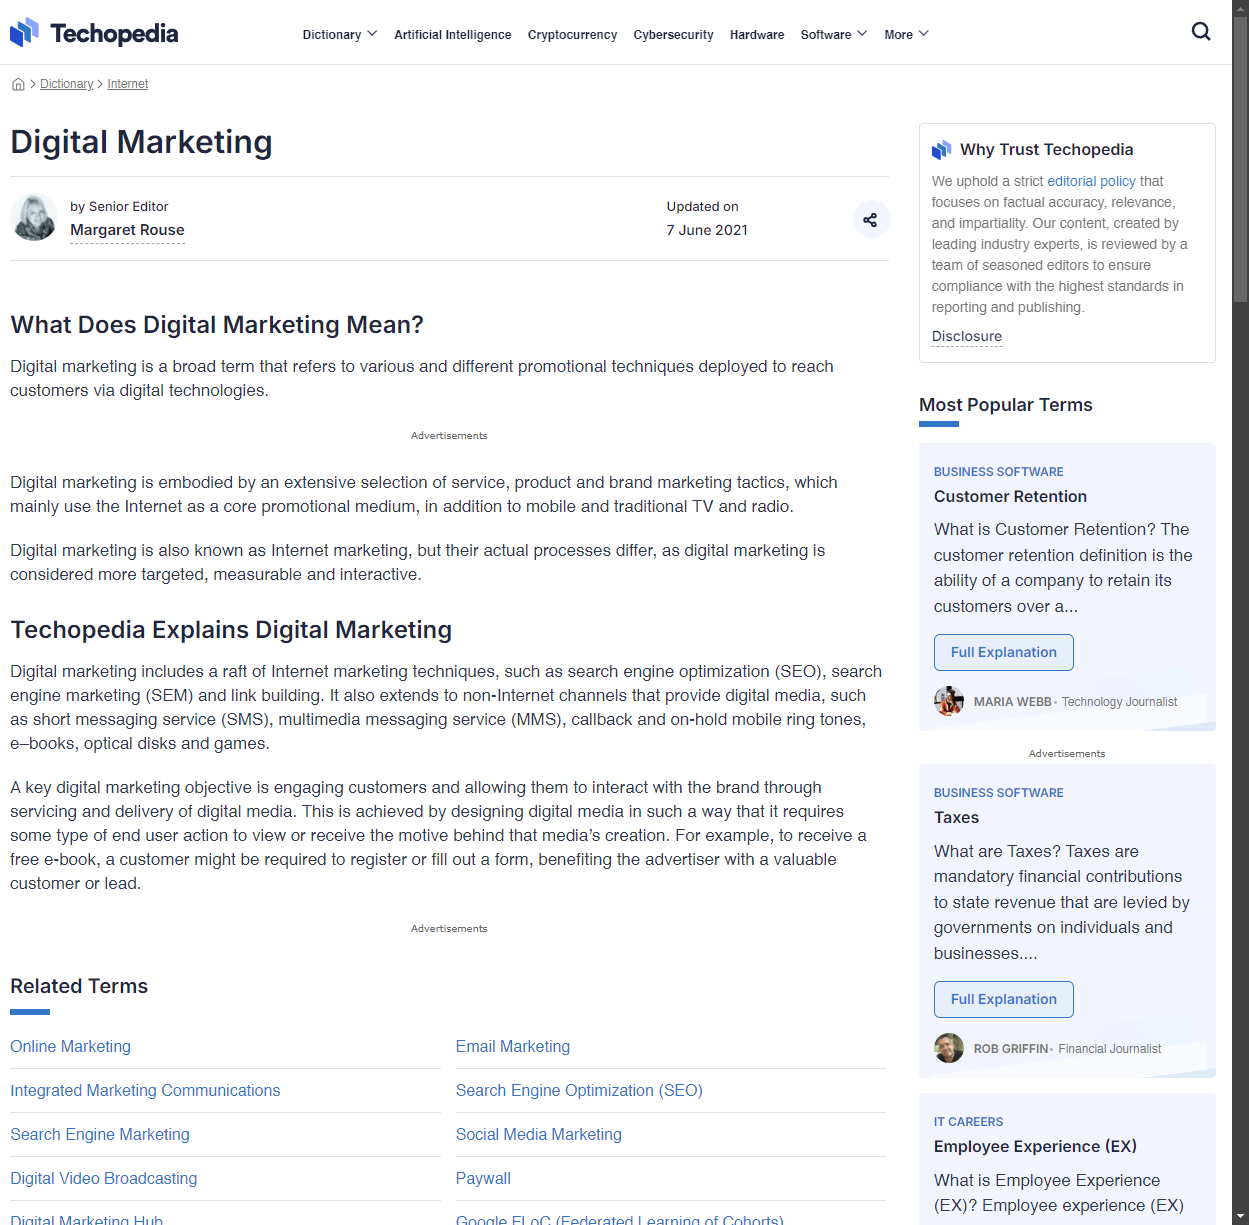 Techopedia
Dictionary Artificial Intelligence Cryptocurrency Cybersecurity Hardware Software More
Dictionary Internet
Digital Marketing
by Senior Editor
Margaret Rouse
Updated on
7 June 2021
What Does Digital Marketing Mean?
Digital marketing is a broad term that refers to various and different promotional techniques deployed to reach
customers via digital technologies.
Advertisements
Digital marketing is embodied by an extensive selection of service, product and brand marketing tactics, which
mainly use the Internet as a core promotional medium, in addition to mobile and traditional TV and radio.
Digital marketing is also known as Internet marketing, but their actual processes differ, as digital marketing is
considered more targeted, measurable and interactive.
Techopedia Explains Digital Marketing
Digital marketing includes a raft of Internet marketing techniques, such as search engine optimization (SEO), search
engine marketing (SEM) and link building. It also extends to non-Internet channels that provide digital media, such
as short messaging service (SMS), multimedia messaging service (MMS), callback and on-hold mobile ring tones,
e–books, optical disks and games.
A key digital marketing objective is engaging customers and allowing them to interact with the brand through
servicing and delivery of digital media. This is achieved by designing digital media in such a way that it requires
some type of end user action to view or receive the motive behind that media’s creation. For example, to receive a
free e-book, a customer might be required to register or fill out a form, benefiting the advertiser with a valuable
customer or lead.
Advertisements
Related Terms
Online Marketing
Email Marketing
Integrated Marketing Communications
Search Engine Optimization (SEO)
Search Engine Marketing
Social Media Marketing
Digital Video Broadcasting
Paywall
Digital Marketing Hub
Google FLoC (Federated Learning of Cohorts)
Why Trust Techopedia
We uphold a strict editorial policy that
focuses on factual accuracy, relevance,
and impartiality. Our content, created by
leading industry experts, is reviewed by a
team of seasoned editors to ensure
compliance with the highest standards in
reporting and publishing.
Disclosure
Most Popular Terms
BUSINESS SOFTWARE
Customer Retention
What is Customer Retention? The
customer retention definition is the
ability of a company to retain its
customers over a...
Full Explanation
MARIA WEBB • Technology Journalist
Advertisements
BUSINESS SOFTWARE
Taxes
What are Taxes? Taxes are
mandatory financial contributions
to state revenue that are levied by
governments on individuals and
businesses....
Full Explanation
ROB GRIFFIN • Financial Journalist
IT CAREERS
Employee Experience (EX)
What is Employee Experience
(EX)? Employee experience (EX)